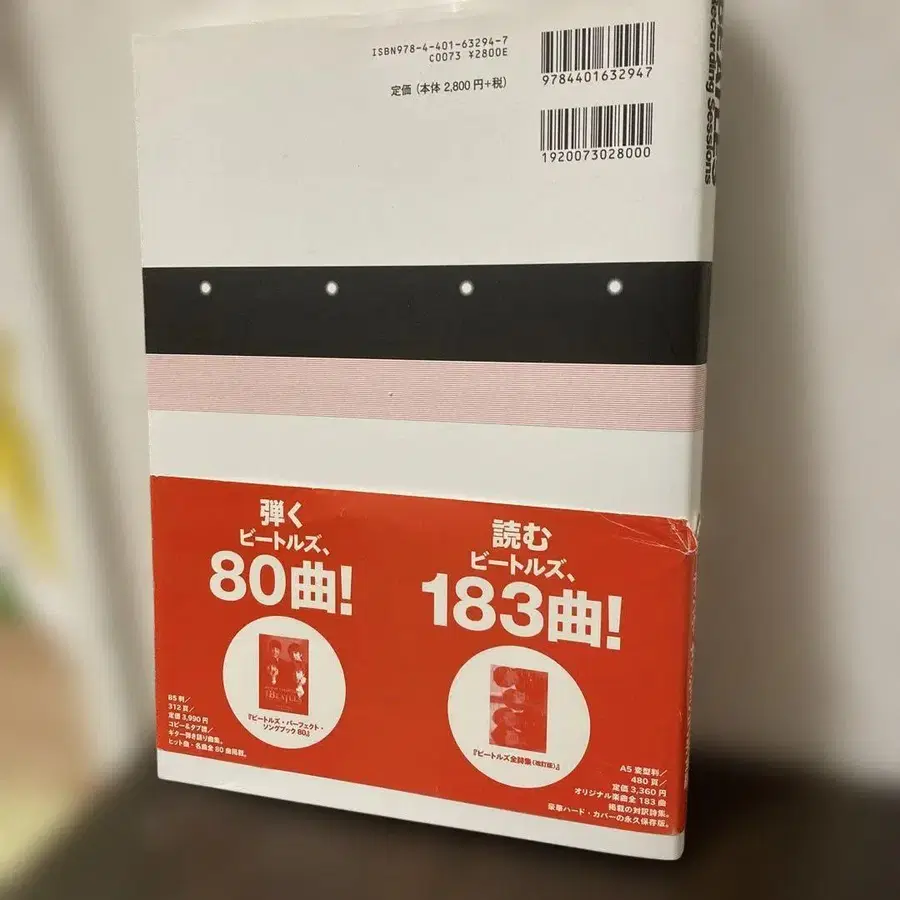 ISBN978-4-401-63294-7
C0073 ¥2800E
定価 (本体 2,800 円+税)
9784401632947
1920073028000
BEATLES
Recording Sessions
弾く
ビートルズ、
80曲!
『ビートルズ・パーフェクト・
ソングブック 80』
B5 判/
312 頁/
定価 3,990 円
コピー&タブ譜/
ギター弾き語り曲集。
ヒット曲・名曲全 80 曲掲載。
読む
ビートルズ、
183曲!
『ビートルズ全詩集(改訂版)』
A5 変型判/
480 頁/
定価 3,360 円
オリジナル楽曲全 183 曲
掲載の対訳詩集。
豪華ハード・カバーの永久保存版。